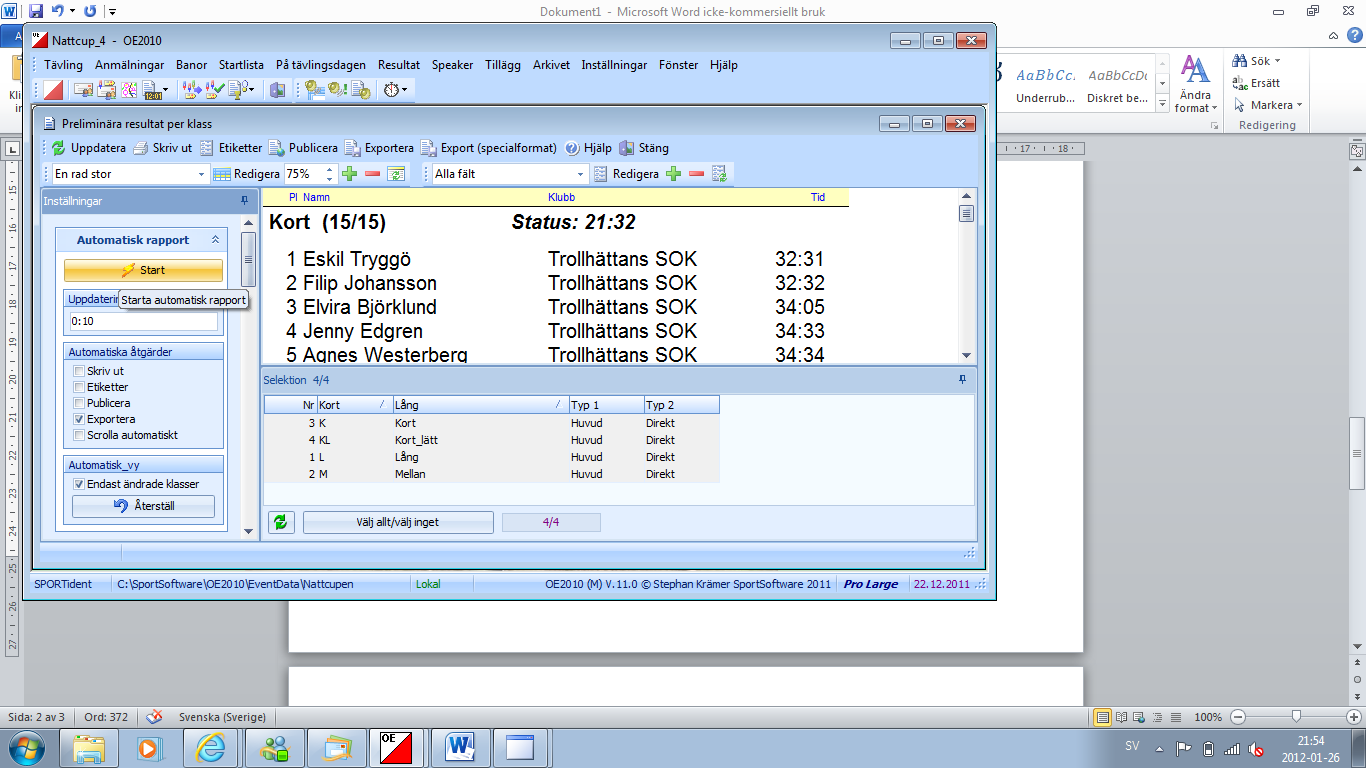 Dokument1 - Microsoft Word icke-kommersiellt bruk
Nattcup_4 - OE2010
Tävling Anmälningar Banor Startlista På tävlingsdagen Resultat Speaker Tillägg Arkivet Inställningar Fönster Hjälp
AaBbCc. AaBbCcDc
Underrub... Diskret be...
Ändra
format
Sök
Ersätt
Markera
Redigering
Preliminära resultat per klass
Uppdatera Skriv ut Etiketter Publicera Exportera Export (specialformat) Hjälp Stäng
En rad stor Redigera 75% Alla fält Redigera
Inställningar
Automatisk rapport
Start
Starta automatisk rapport
0:10
Automatiska åtgärder
Skriv ut
Etiketter
Publicera
Exportera
Scrolla automatiskt
Automatisk_vy
Endast ändrade klasser
Återställ
Pl Namn Klubb Tid
Kort (15/15) Status: 21:32
1 Eskil Tryggö Trollhättans SOK 32:31
2 Filip Johansson Trollhättans SOK 32:32
3 Elvira Björklund Trollhättans SOK 34:05
4 Jenny Edgren Trollhättans SOK 34:33
5 Agnes Westerberg Trollhättans SOK 34:34
Selektion 4/4
Nr Kort Lång Typ 1 Typ 2
3 K Kort Huvud Direkt
4 KL Kort_lätt Huvud Direkt
1 L Lång Huvud Direkt
2 M Mellan Huvud Direkt
Välj allt/välj inget 4/4
SPORTident C:\SportSoftware\OE2010\EventData\Nattcupen Lokal OE2010 (M) V.11.0 © Stephan Krämer SportSoftware 2011 Pro Large 22.12.2011
Sida: 2 av 3 Ord: 372 Svenska (Sverige) 100%
OE
SV
21:54
2012-01-26